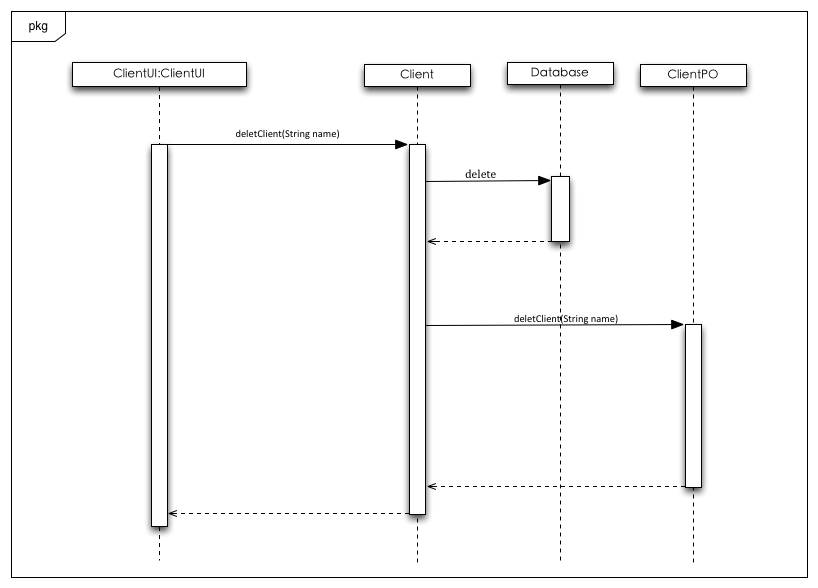 pkg
ClientUI:ClientUI
Client
Database
ClientPO
deletClient(String name)
delete
deletClient(String name)